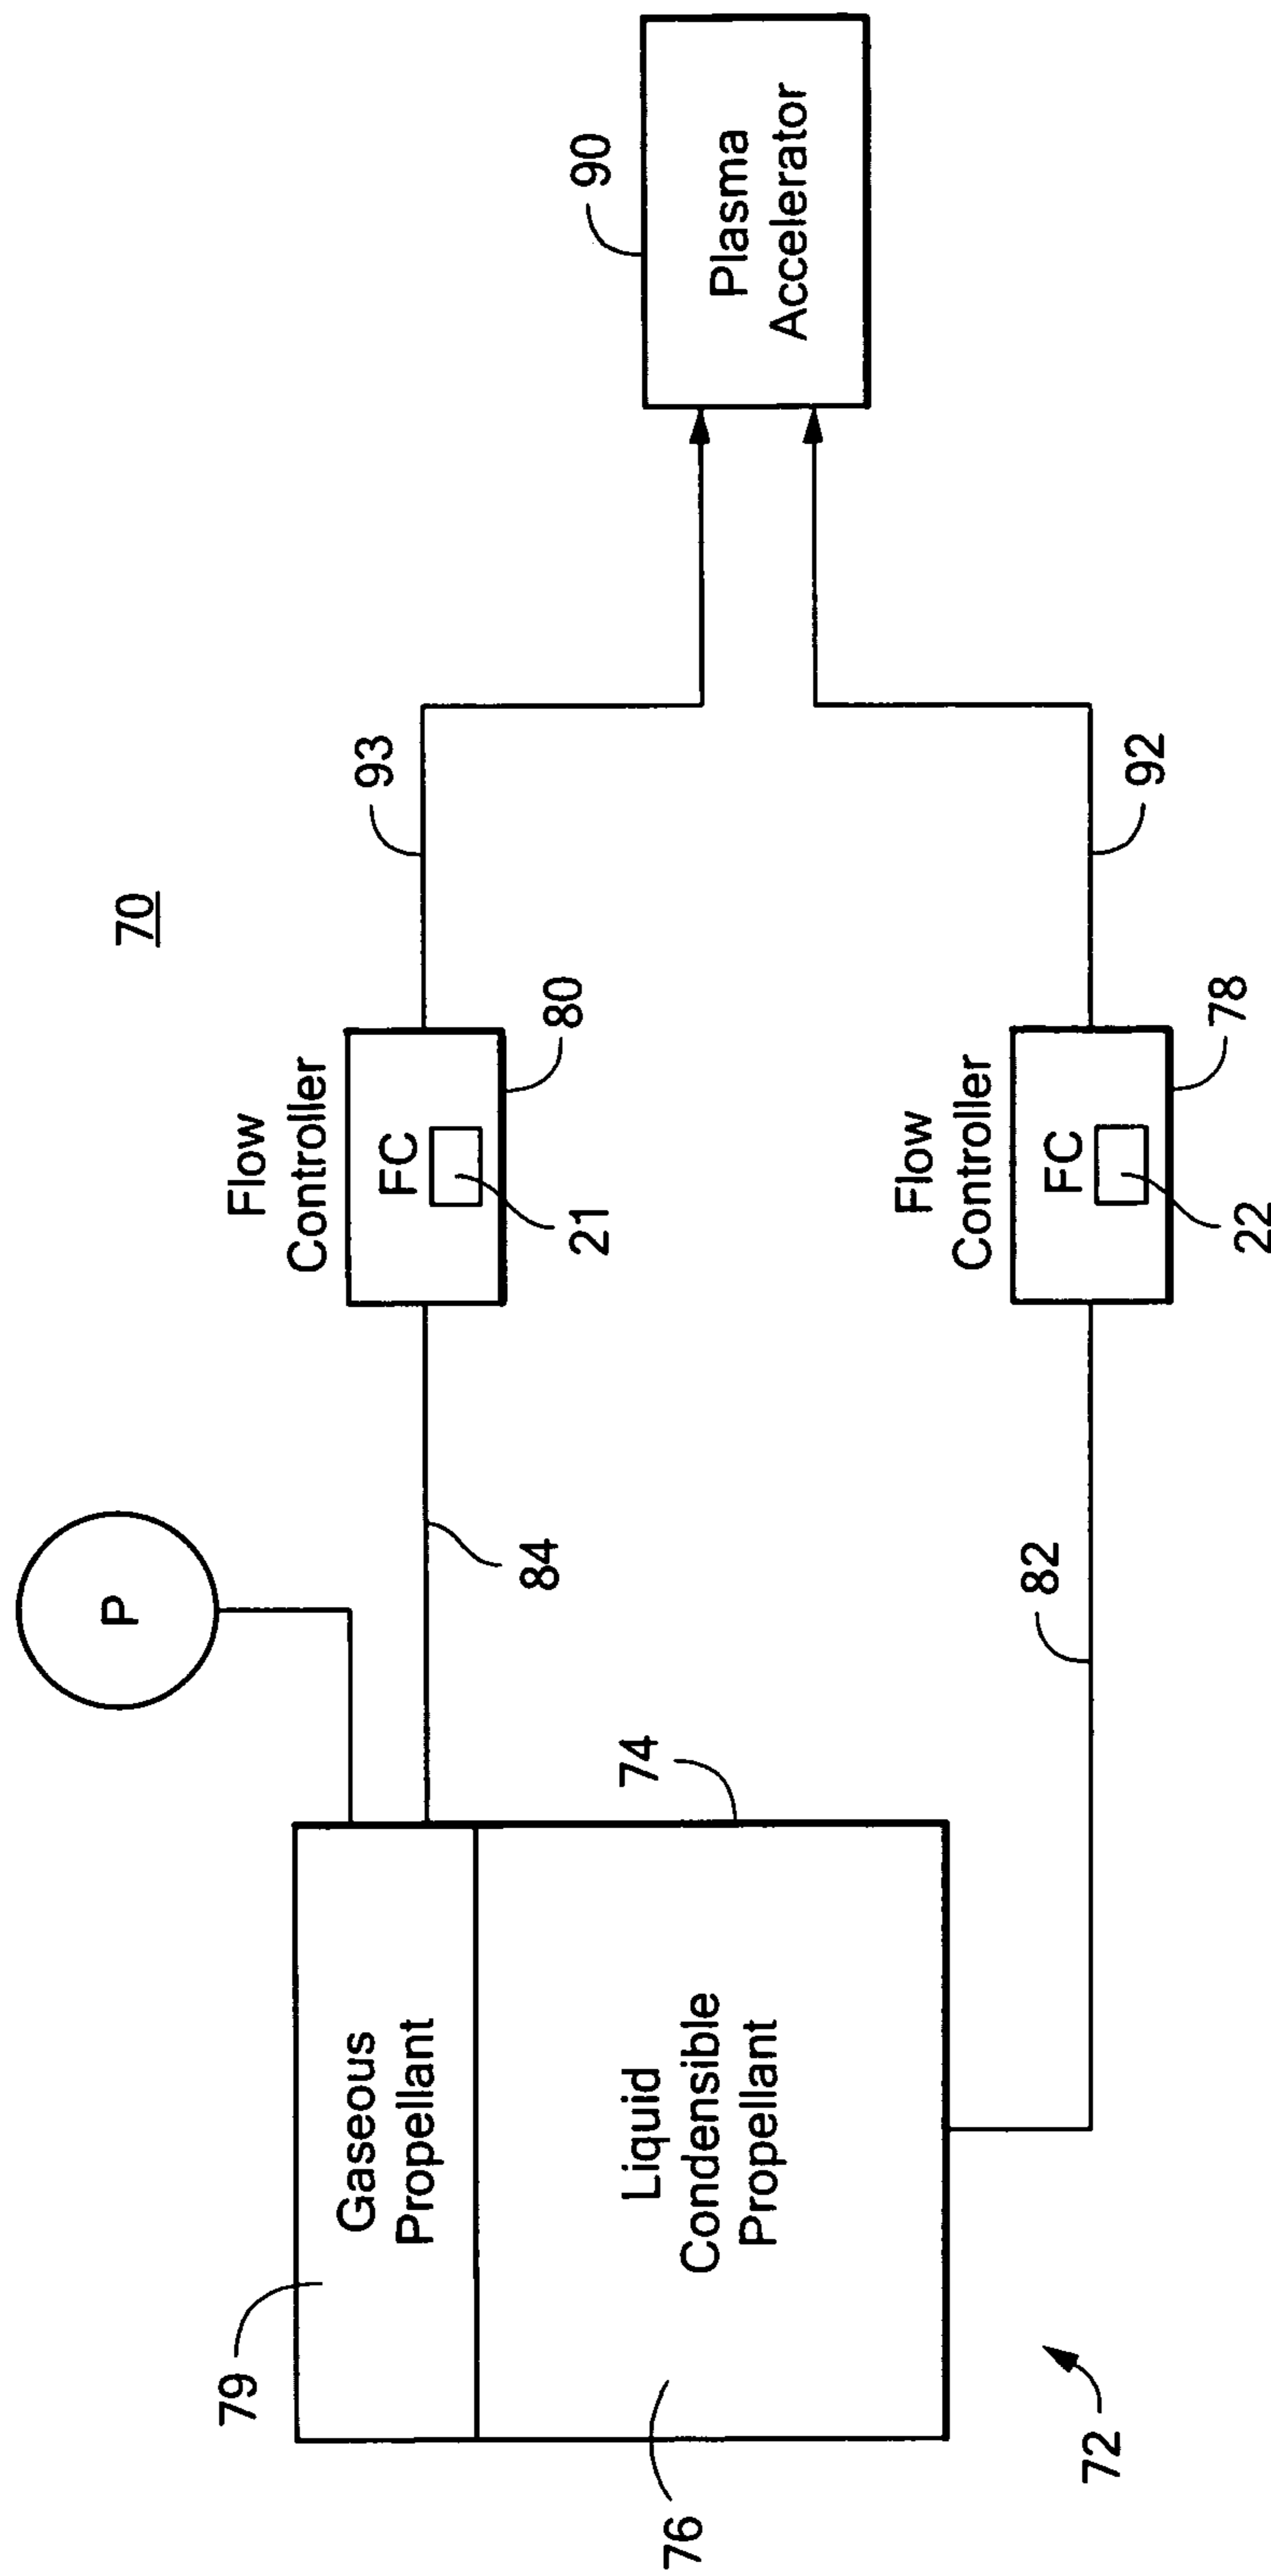 70
P
79
Gaseous
Propellant
76
Liquid
Condensible
Propellant
74
72
84
82
Flow
Controller
FC
21
80
Flow
Controller
FC
22
78
93
92
90
Plasma
Accelerator